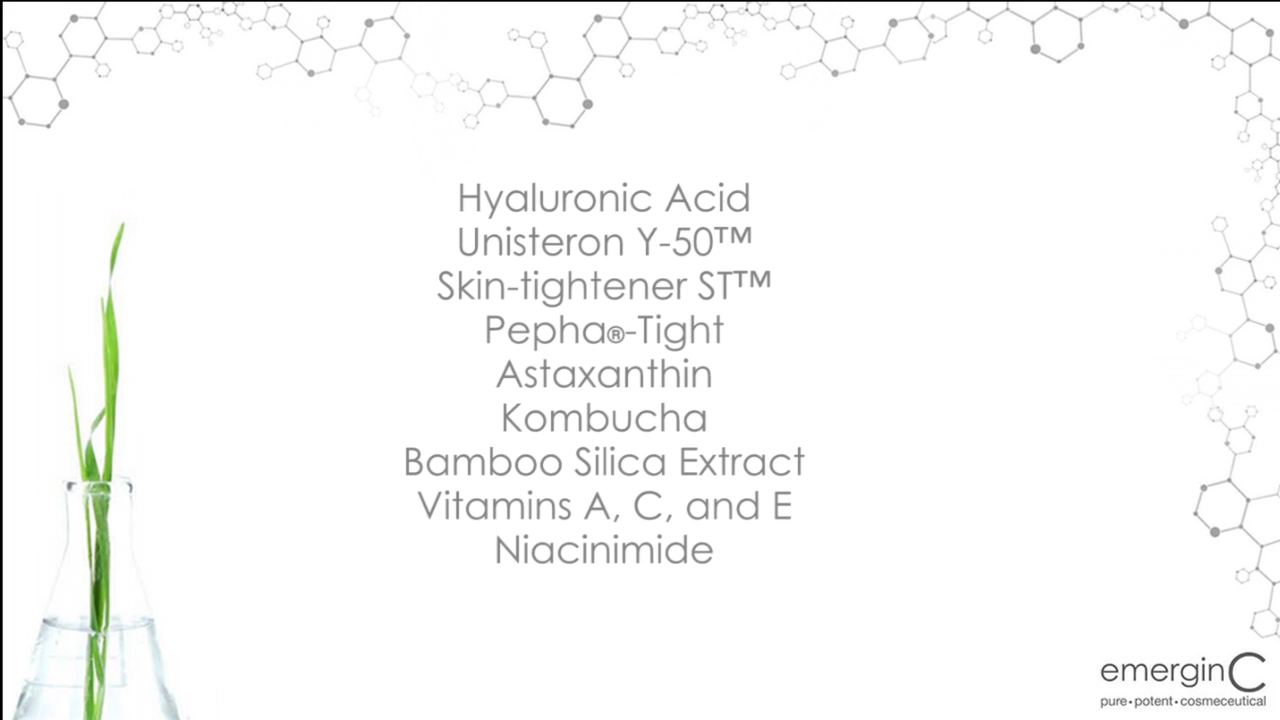 Hyaluronic Acid
Unisteron Y-50™
Skin-tightener ST™
Pepha®-Tight
Astaxanthin
Kombucha
Bamboo Silica Extract
Vitamins A, C, and E
Niacinimide
emerginC
pure•potent•cosmeceutical